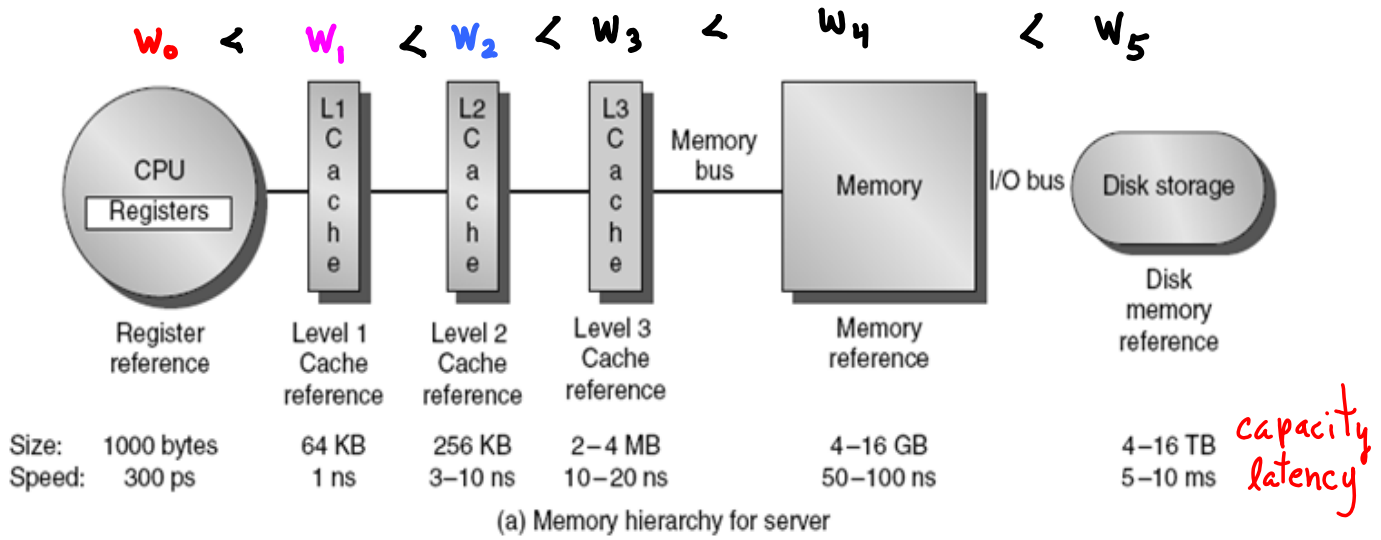 W₀ < W₁ < W₂ < W₃ < W₄ < W₅
CPU
Registers
L1 Cache
L2 Cache
L3 Cache
Memory bus
Memory
I/O bus
Disk storage
Register
reference
Level 1
Cache
reference
Level 2
Cache
reference
Level 3
Cache
reference
Memory
reference
Disk
memory
reference
Size: 1000 bytes 64 KB 256 KB 2–4 MB 4–16 GB 4–16 TB capacity
Speed: 300 ps 1 ns 3–10 ns 10–20 ns 50–100 ns 5–10 ms latency
(a) Memory hierarchy for server